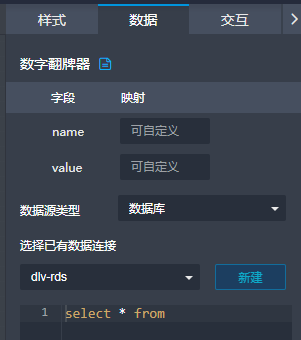 样式 数据 交互
数字翻牌器
字段 映射
name 可自定义
value 可自定义
数据源类型 数据库
选择已有数据连接
dlv-rds 新建
1 select * from